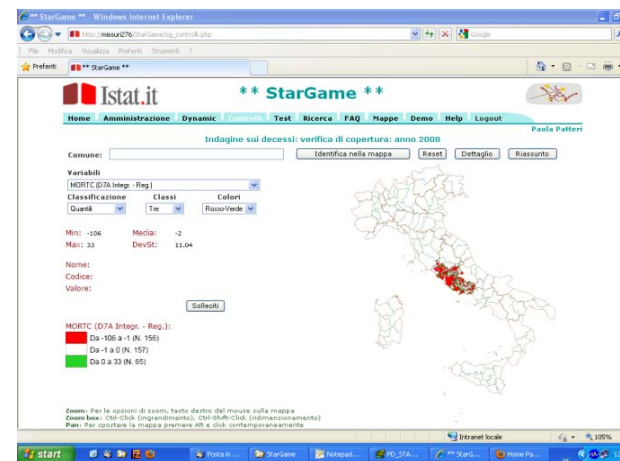 ** StarGame ** - Windows Internet Explorer
http://missuri276/StarGame/sg_controlli.php
Google
File Modifica Visualizza Preferiti Strumenti ?
Preferiti ** StarGame **
Istat.it
** StarGame **
Home Amministrazione Dynamic Controlli Test Ricerca FAQ Mappe Demo Help Logout
Paola Patteri
Indagine sui decessi: verifica di copertura: anno 2008
Comune: Identifica nella mappa Reset Dettaglio Riassunto
Variabili
MORTC (D7A Integr. - Reg.)
Classificazione Classi Colori
Quantili Tre Rosso-Verde
Min: -106 Media: -2
Max: 33 DevSt: 11.04
Nome:
Codice:
Valore:
Solleciti
MORTC (D7A Integr. - Reg.):
Da -106 a -1 (N. 156)
Da -1 a 0 (N. 157)
Da 0 a 33 (N. 65)
Zoom: Per le opzioni di zoom, tasto destro del mouse sulla mappa
Zoom box: Ctrl-Click (ingrandimento), Ctrl-Shift-Click (ridimensionamento)
Pan: Per spostare la mappa premere Alt e click contemporaneamente
Intranet locale 105%
start Posta in ... StarGame Notepad... PD_STA... ** StarG... Home Pa...